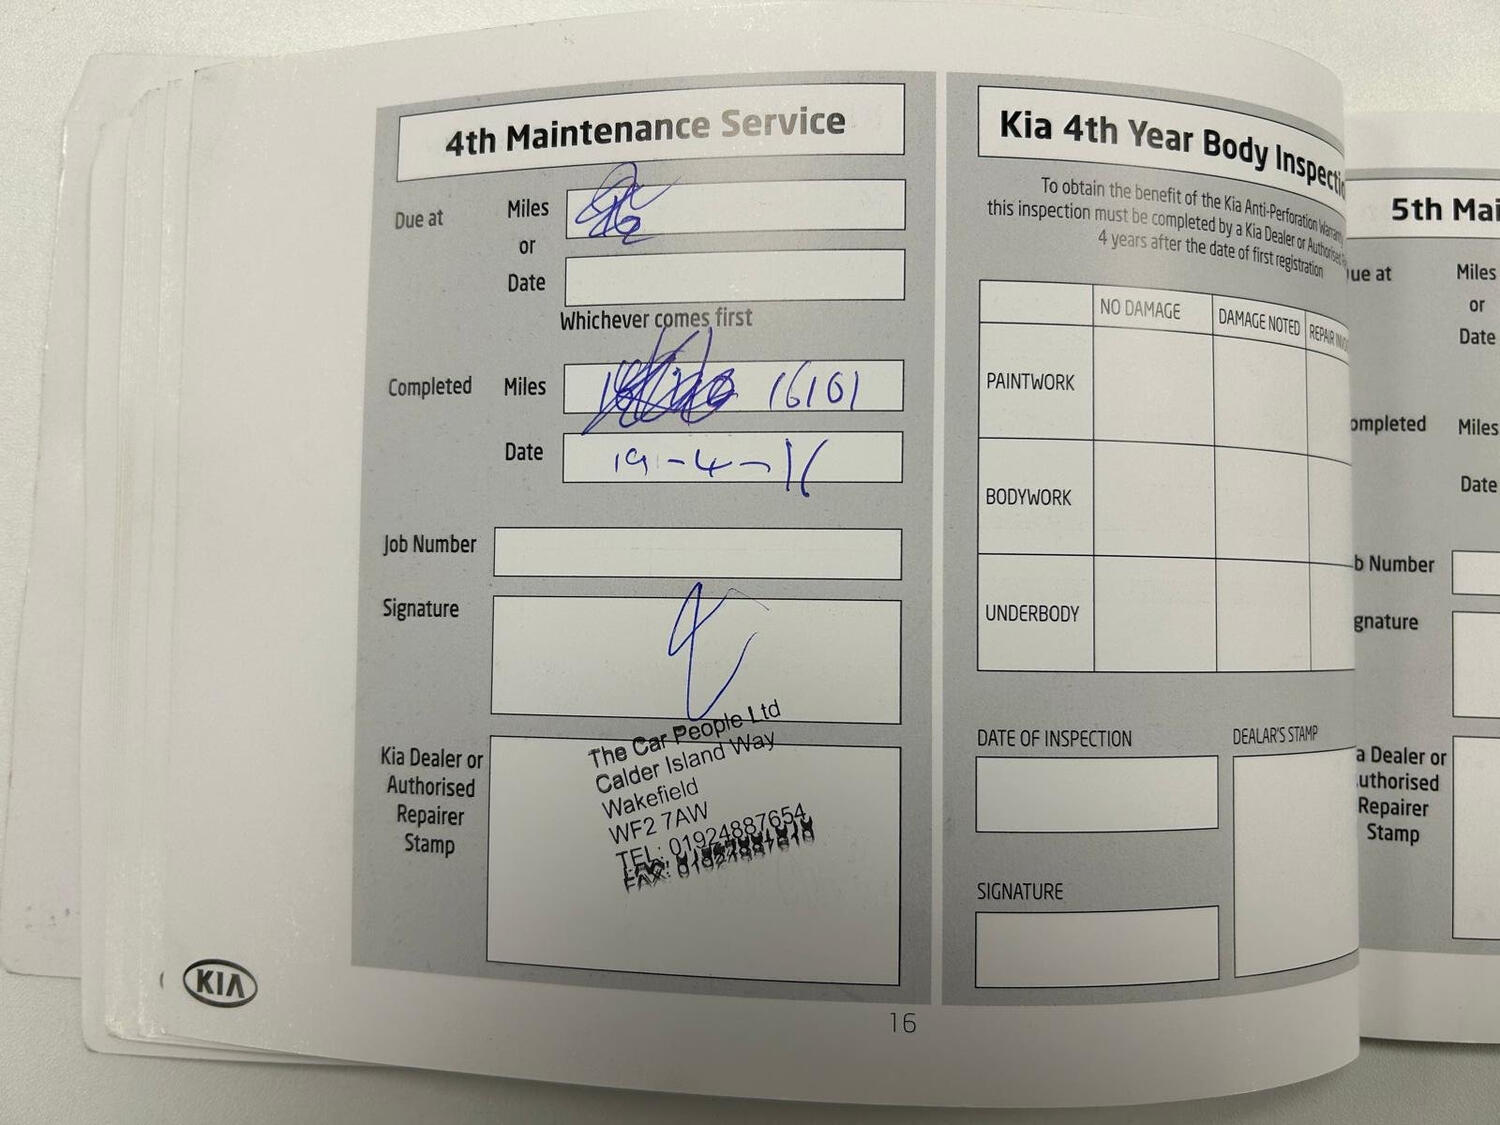 4th Maintenance Service
Due at
Miles
or
Date
Whichever comes first
Completed
Miles
16101
Date
19-4-16
Job Number
Signature
Kia Dealer or
Authorised
Repairer
Stamp
The Car People Ltd
Calder Island Way
Wakefield
WF2 7AW
TEL: 01924887654
FAX:
KIA
16
Kia 4th Year Body Inspecti
To obtain the benefit of the Kia Anti-Perforation Warranty
this inspection must be completed by a Kia Dealer or Authorised
4 years after the date of first registration
NO DAMAGE
DAMAGE NOTED
REPAIR
PAINTWORK
BODYWORK
UNDERBODY
DATE OF INSPECTION
DEALAR'S STAMP
SIGNATURE
5th Mai
ue at
Miles
or
Date
ompleted
Miles
Date
b Number
gnature
a Dealer or
uthorised
Repairer
Stamp